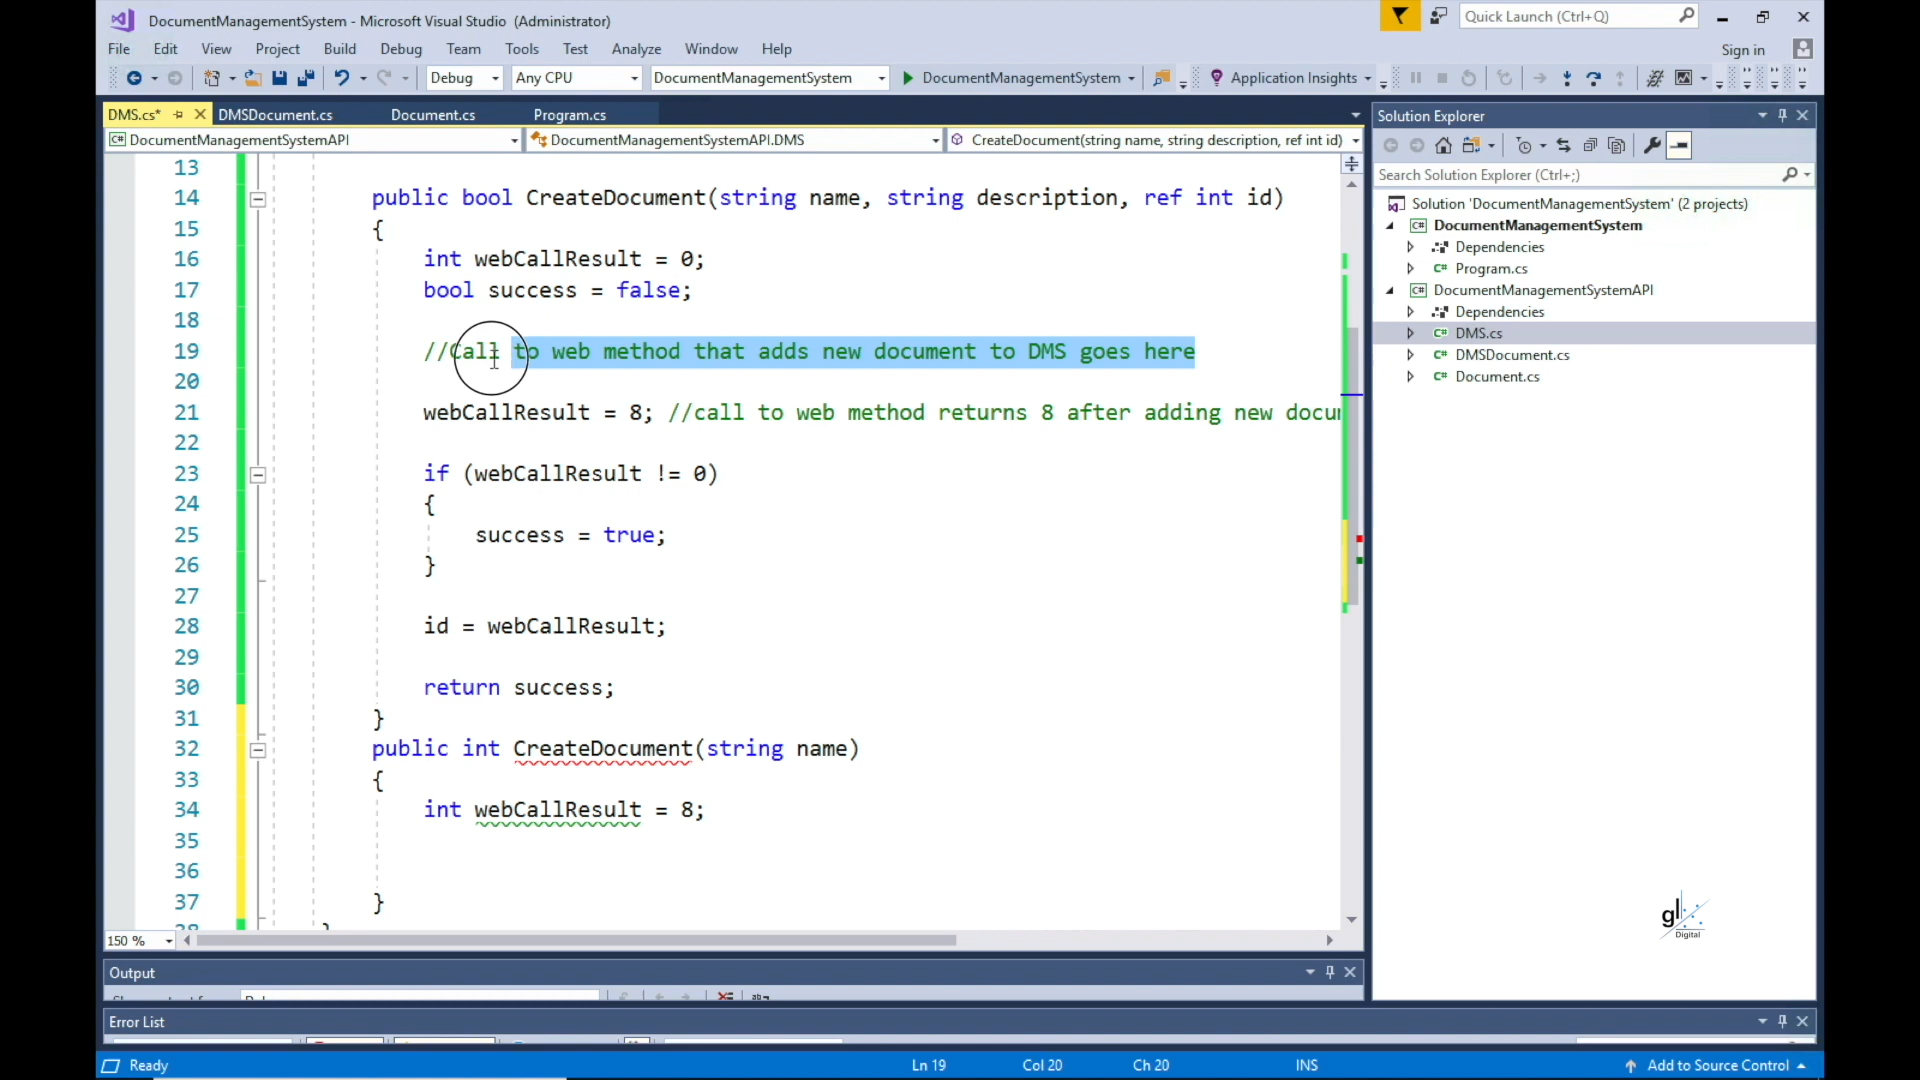 DocumentManagementSystem - Microsoft Visual Studio (Administrator)
Quick Launch (Ctrl+Q)
File Edit View Project Build Debug Team Tools Test Analyze Window Help
Sign in
Debug Any CPU DocumentManagementSystem DocumentManagementSystem Application Insights
DMS.cs* DMSDocument.cs Document.cs Program.cs
DocumentManagementSystemAPI DocumentManagementSystemAPI.DMS CreateDocument(string name, string description, ref int id)
13
14 public bool CreateDocument(string name, string description, ref int id)
15 {
16 int webCallResult = 0;
17 bool success = false;
18
19 //Call to web method that adds new document to DMS goes here
20
21 webCallResult = 8; //call to web method returns 8 after adding new docu
22
23 if (webCallResult != 0)
24 {
25 success = true;
26 }
27
28 id = webCallResult;
29
30 return success;
31 }
32 public int CreateDocument(string name)
33 {
34 int webCallResult = 8;
35
36
37 }
150 %
Solution Explorer
Search Solution Explorer (Ctrl+;)
Solution 'DocumentManagementSystem' (2 projects)
DocumentManagementSystem
Dependencies
Program.cs
DocumentManagementSystemAPI
Dependencies
DMS.cs
DMSDocument.cs
Document.cs
gl
Digital
Output
Error List
Ready Ln 19 Col 20 Ch 20 INS Add to Source Control